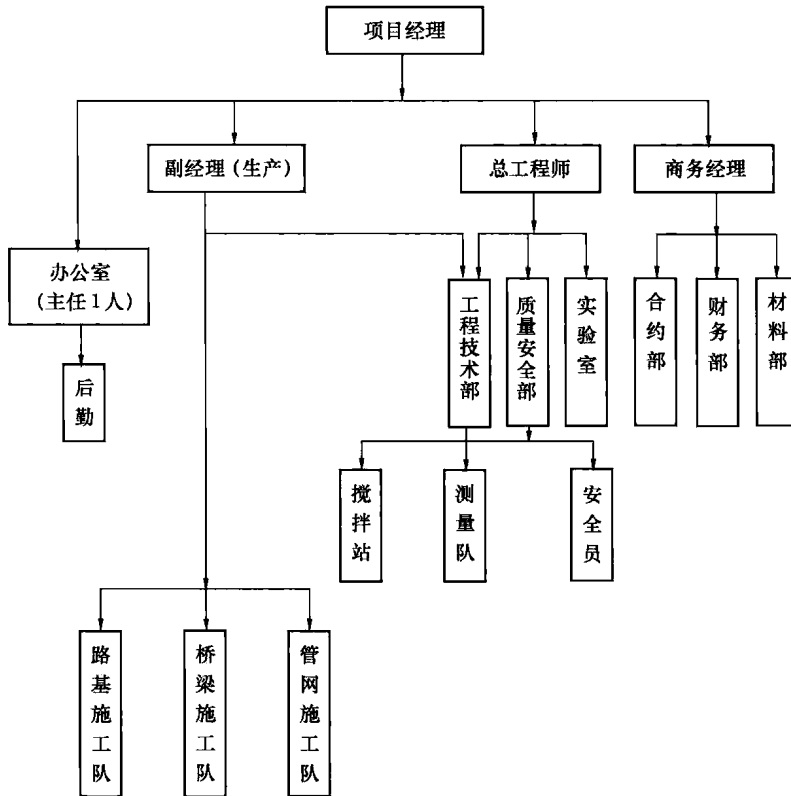 项目经理
副经理(生产)
总工程师
商务经理
办公室
(主任1人)
工程技术部
质量安全部
实验室
合约部
财务部
材料部
后勤
搅拌站
测量队
安全员
路基施工队
桥梁施工队
管网施工队